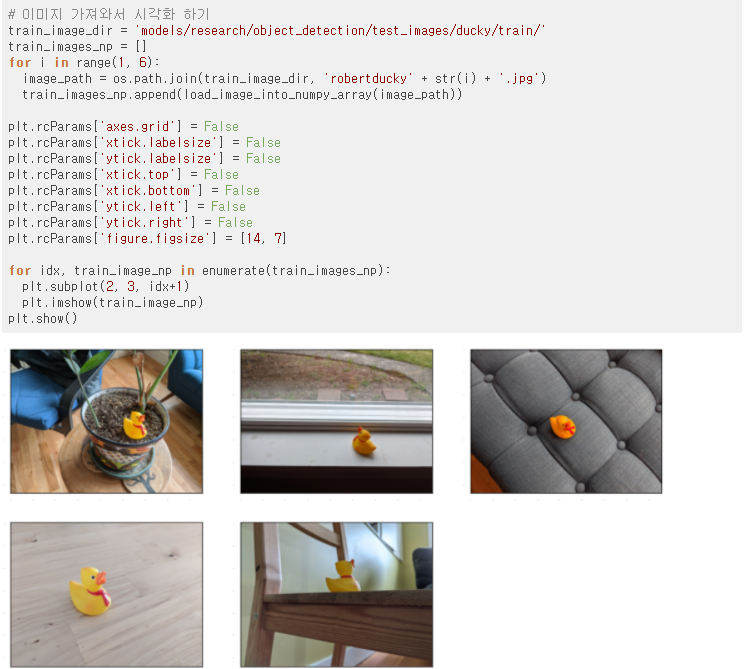 # 이미지 가져와서 시각화 하기
train_image_dir = 'models/research/object_detection/test_images/ducky/train/'
train_images_np = []
for i in range(1, 6):
  image_path = os.path.join(train_image_dir, 'robertducky' + str(i) + '.jpg')
  train_images_np.append(load_image_into_numpy_array(image_path))

plt.rcParams['axes.grid'] = False
plt.rcParams['xtick.labelsize'] = False
plt.rcParams['ytick.labelsize'] = False
plt.rcParams['xtick.top'] = False
plt.rcParams['xtick.bottom'] = False
plt.rcParams['ytick.left'] = False
plt.rcParams['ytick.right'] = False
plt.rcParams['figure.figsize'] = [14, 7]

for idx, train_image_np in enumerate(train_images_np):
  plt.subplot(2, 3, idx+1)
  plt.imshow(train_image_np)
plt.show()